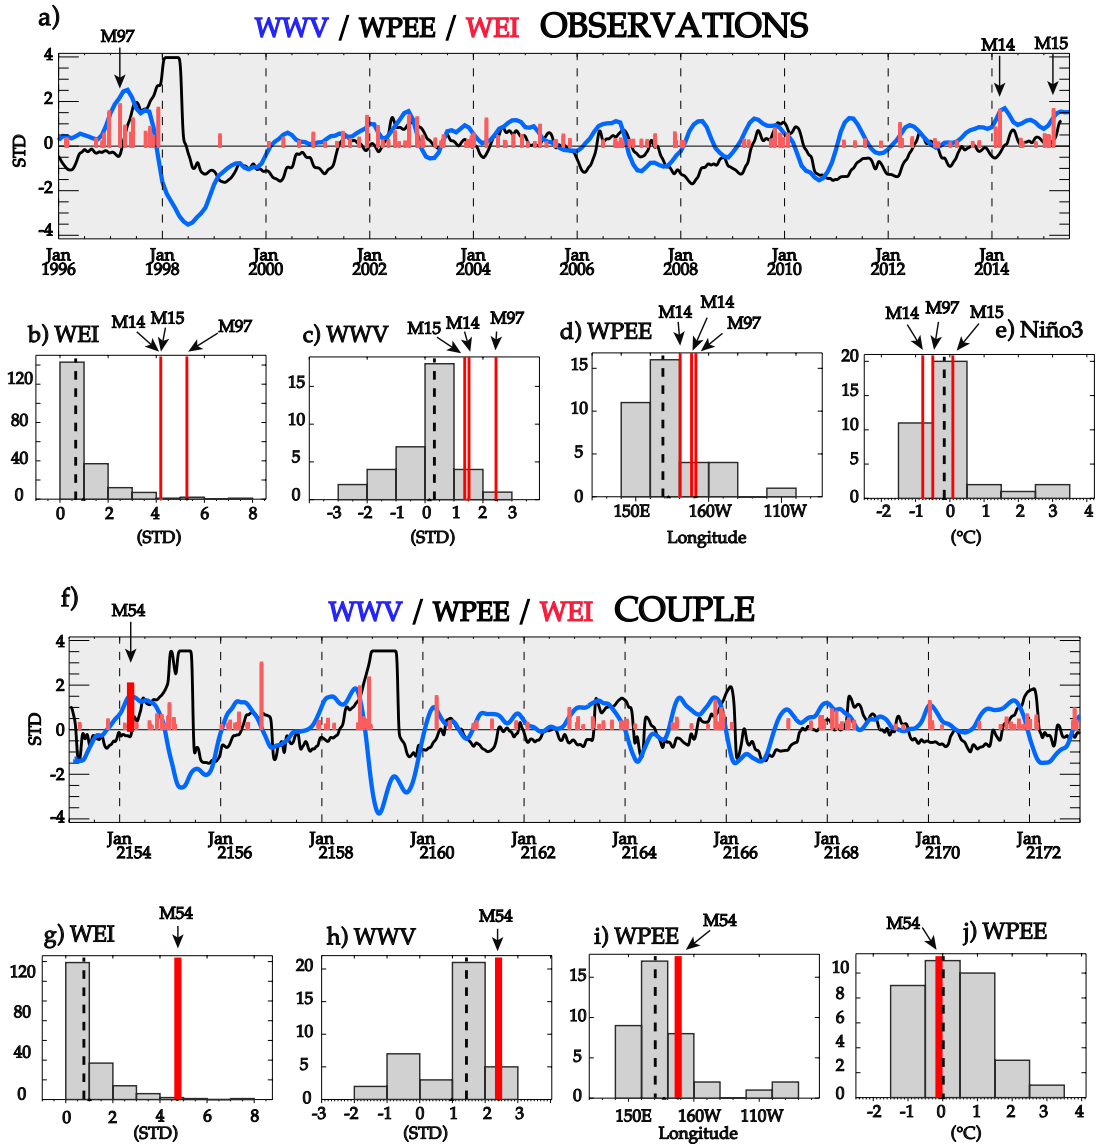 a) WWV / WPEE / WEI OBSERVATIONS
M97 M14 M15
4
2
0
-2
-4
STD
Jan 1996 Jan 1998 Jan 2000 Jan 2002 Jan 2004 Jan 2006 Jan 2008 Jan 2010 Jan 2012 Jan 2014
b) WEI
M14 M15 M97
120
80
40
0
0 2 4 6 8
(STD)
c) WWV
M15 M14 M97
15
10
5
0
-3 -2 -1 0 1 2 3
(STD)
d) WPEE
M14 M14 M97
15
10
5
0
150E 160W 110W
Longitude
e) Niño3
M14 M97 M15
20
15
10
5
0
-2 -1 0 1 2 3 4
(°C)
f) WWV / WPEE / WEI COUPLE
M54
4
2
0
-2
-4
STD
Jan 2154 Jan 2156 Jan 2158 Jan 2160 Jan 2162 Jan 2164 Jan 2166 Jan 2168 Jan 2170 Jan 2172
g) WEI
M54
120
80
40
0
0 2 4 6 8
(STD)
h) WWV
M54
20
15
10
5
0
-3 -2 -1 0 1 2 3
(STD)
i) WPEE
M54
15
10
5
0
150E 160W 110W
Longitude
j) WPEE
M54
10
8
6
4
2
0
-2 -1 0 1 2 3 4
(°C)